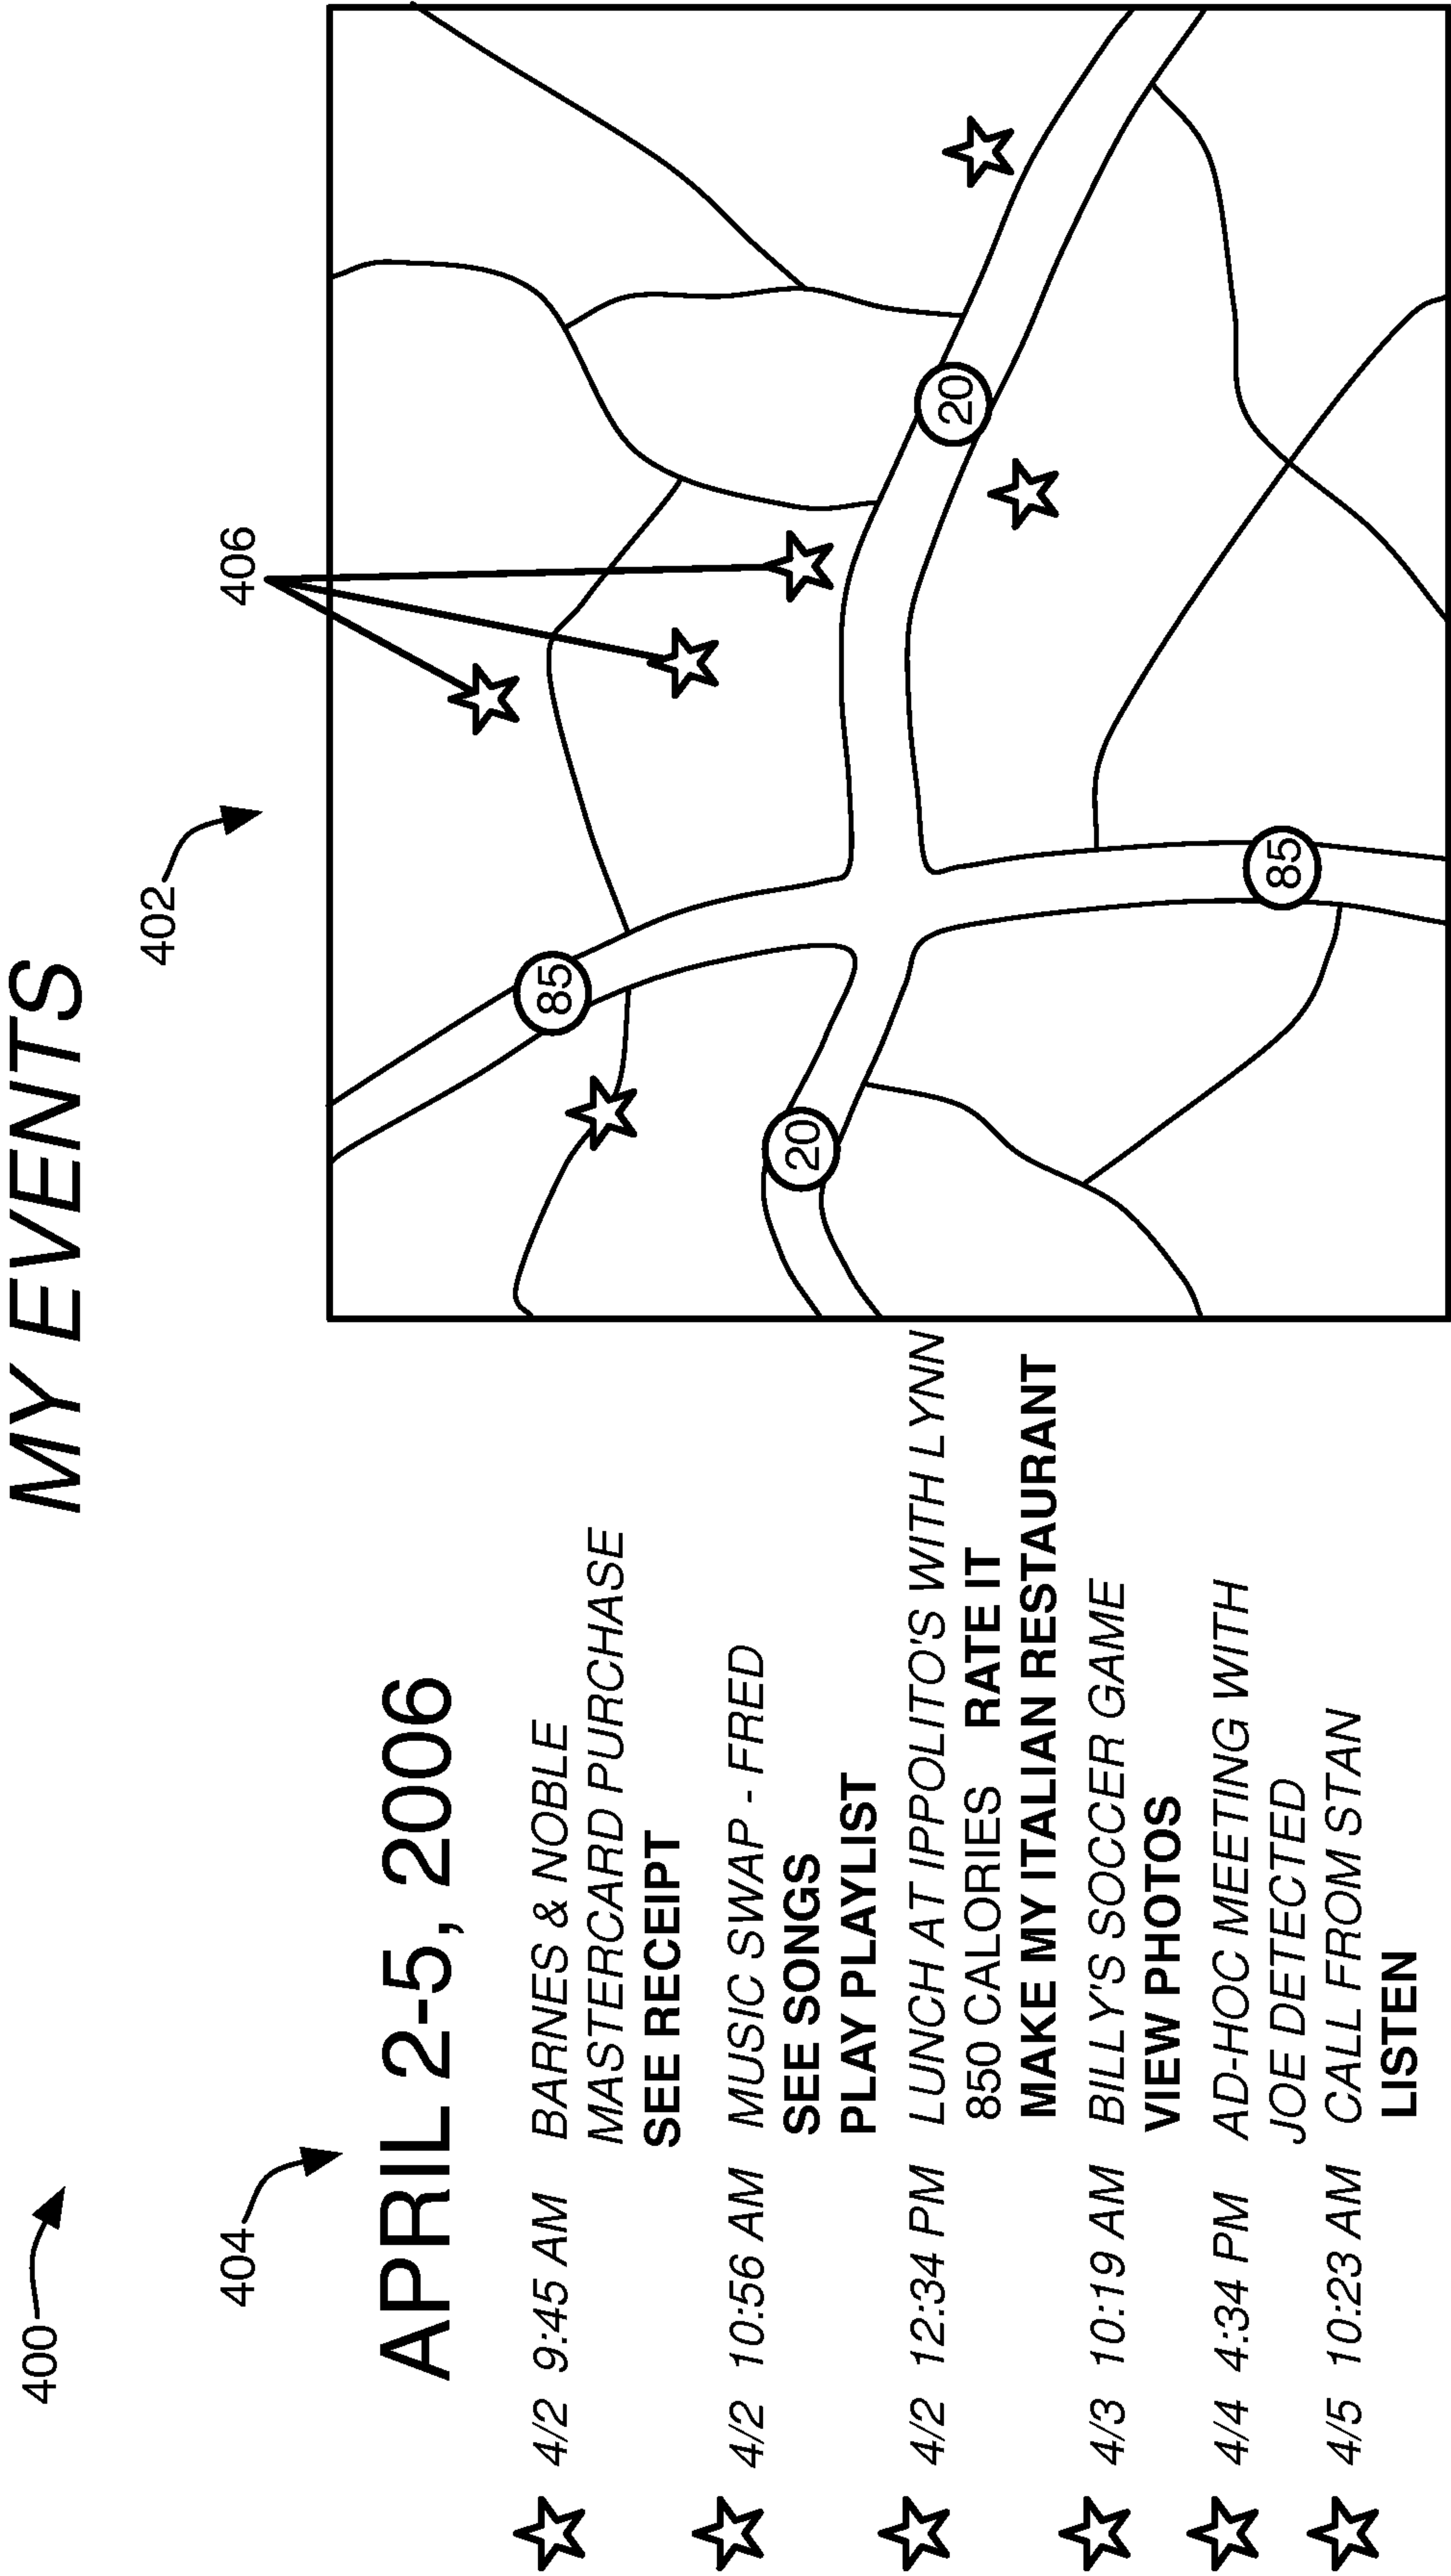 400
MY EVENTS
402
404
406
APRIL 2-5, 2006
4/2 9:45 AM BARNES & NOBLE
MASTERCARD PURCHASE
SEE RECEIPT
4/2 10:56 AM MUSIC SWAP - FRED
SEE SONGS
PLAY PLAYLIST
4/2 12:34 PM LUNCH AT IPPOLITO'S WITH LYNN
850 CALORIES RATE IT
MAKE MY ITALIAN RESTAURANT
4/3 10:19 AM BILLY'S SOCCER GAME
VIEW PHOTOS
4/4 4:34 PM AD-HOC MEETING WITH
JOE DETECTED
4/5 10:23 AM CALL FROM STAN
LISTEN
85
20
20
85